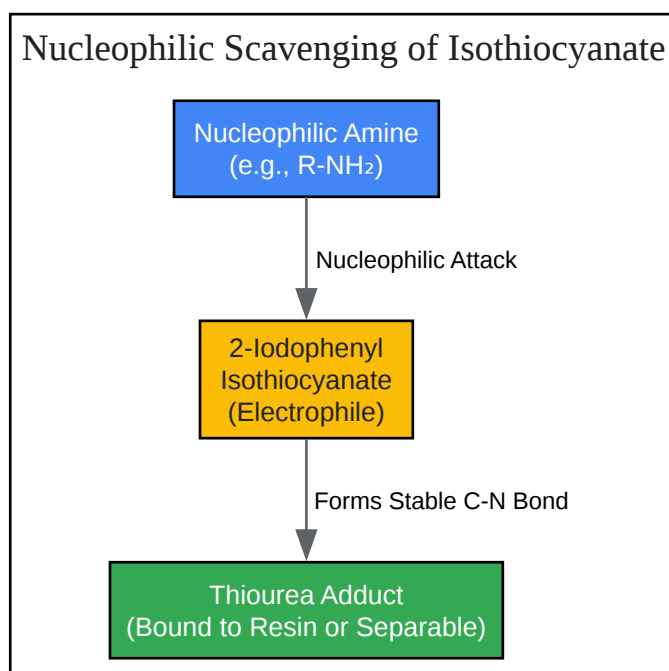 Nucleophilic Scavenging of Isothiocyanate
Nucleophilic Amine
(e.g., R-NH₂)
Nucleophilic Attack
2-Iodophenyl
Isothiocyanate
(Electrophile)
Forms Stable C-N Bond
Thiourea Adduct
(Bound to Resin or Separable)